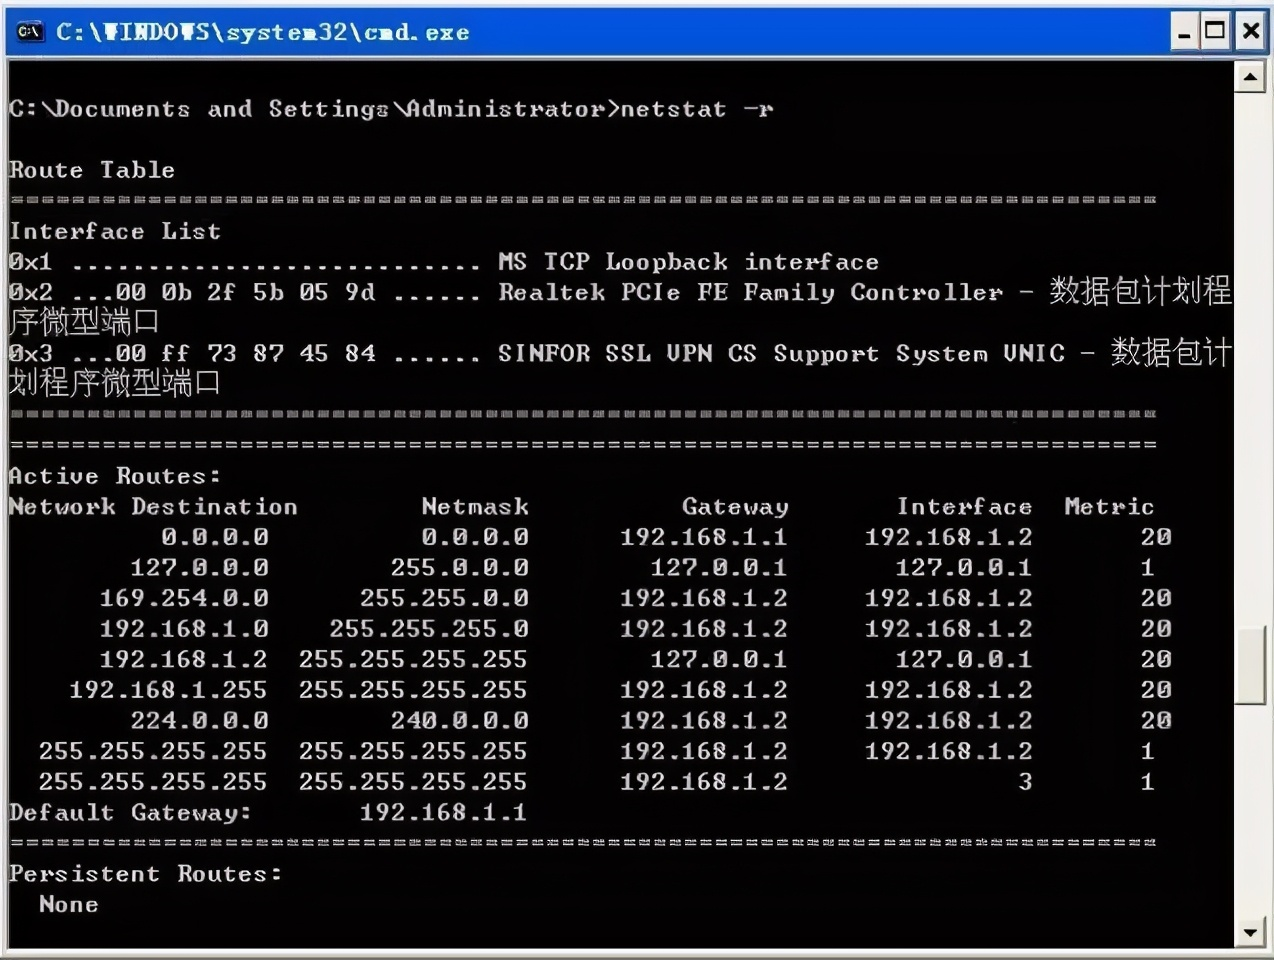 C:\WINDOWS\system32\cmd.exe
C:\Documents and Settings\Administrator>netstat -r
Route Table
===========================================================================
Interface List
0x1 ........................... MS TCP Loopback interface
0x2 ...00 0b 2f 5b 05 9d ...... Realtek PCIe FE Family Controller - 数据包计划程
序微型端口
0x3 ...00 ff 73 87 45 84 ...... SINFOR SSL VPN CS Support System VNIC - 数据包计
划程序微型端口
===========================================================================
===========================================================================
Active Routes:
Network Destination        Netmask          Gateway       Interface  Metric
          0.0.0.0          0.0.0.0      192.168.1.1     192.168.1.2       20
        127.0.0.0        255.0.0.0        127.0.0.1       127.0.0.1       1
      169.254.0.0      255.255.0.0      192.168.1.2     192.168.1.2       20
      192.168.1.0    255.255.255.0      192.168.1.2     192.168.1.2       20
      192.168.1.2  255.255.255.255        127.0.0.1       127.0.0.1       20
    192.168.1.255  255.255.255.255      192.168.1.2     192.168.1.2       20
        224.0.0.0        240.0.0.0      192.168.1.2     192.168.1.2       20
  255.255.255.255  255.255.255.255      192.168.1.2     192.168.1.2       1
  255.255.255.255  255.255.255.255      192.168.1.2               3       1
Default Gateway:       192.168.1.1
===========================================================================
Persistent Routes:
  None